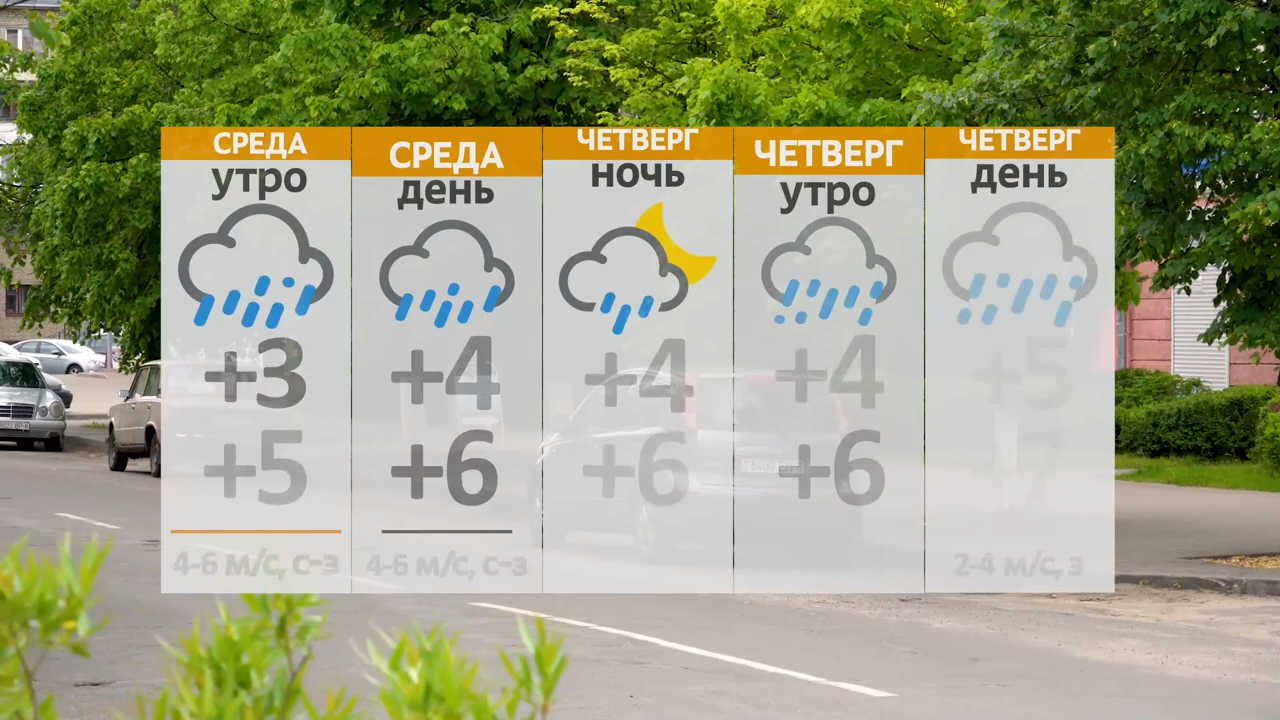 СРЕДА
утро
+3
+5
4-6 м/с, с-з
СРЕДА
день
+4
+6
4-6 м/с, с-з
ЧЕТВЕРГ
ночь
+4
+6
ЧЕТВЕРГ
утро
+4
+6
ЧЕТВЕРГ
день
+5
2-4 м/с, з